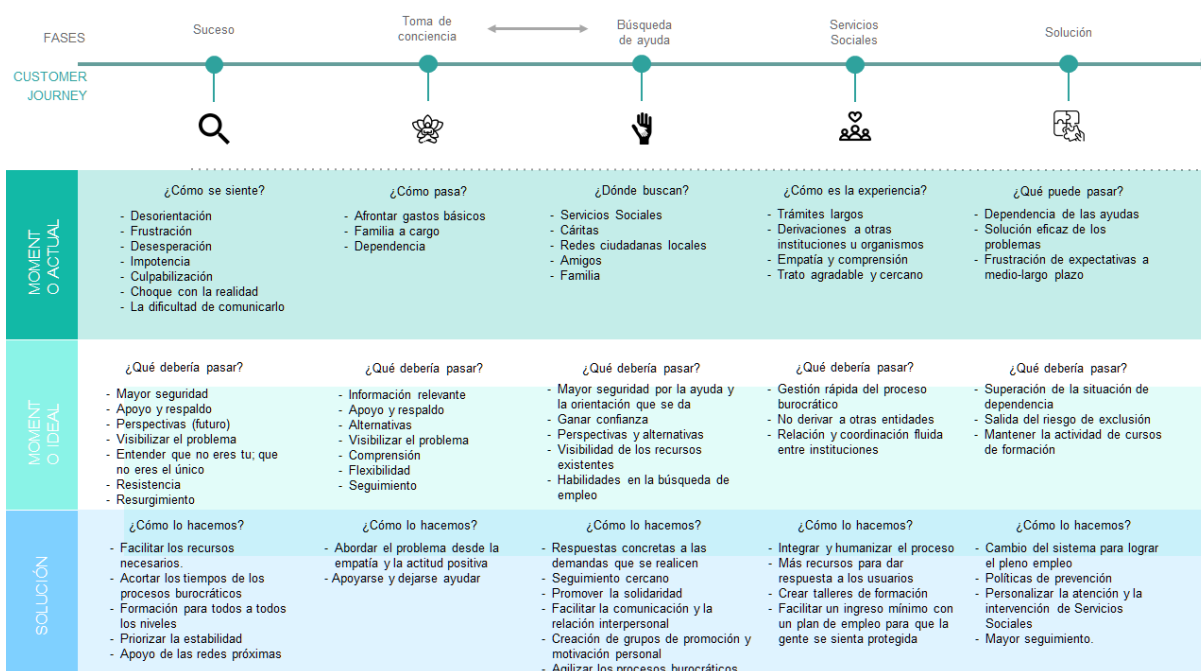 FASES
Suceso
Toma de
conciencia
Búsqueda
de ayuda
Servicios
Sociales
Solución
CUSTOMER
JOURNEY
MOMENT
O ACTUAL
¿Cómo se siente?
- Desorientación
- Frustración
- Desesperación
- Impotencia
- Culpabilización
- Choque con la realidad
- La dificultad de comunicarlo
¿Cómo pasa?
- Afrontar gastos básicos
- Familia a cargo
- Dependencia
¿Dónde buscan?
- Servicios Sociales
- Cáritas
- Redes ciudadanas locales
- Amigos
- Familia
¿Cómo es la experiencia?
- Trámites largos
- Derivaciones a otras
instituciones u organismos
- Empatía y comprensión
- Trato agradable y cercano
¿Qué puede pasar?
- Dependencia de las ayudas
- Solución eficaz de los
problemas
- Frustración de expectativas a
medio-largo plazo
MOMENT
O IDEAL
¿Qué debería pasar?
- Mayor seguridad
- Apoyo y respaldo
- Perspectivas (futuro)
- Visibilizar el problema
- Entender que no eres tu; que
no eres el único
- Resistencia
- Resurgimiento
¿Qué debería pasar?
- Información relevante
- Apoyo y respaldo
- Alternativas
- Visibilizar el problema
- Comprensión
- Flexibilidad
- Seguimiento
¿Qué debería pasar?
- Mayor seguridad por la ayuda y
la orientación que se da
- Ganar confianza
- Perspectivas y alternativas
- Visibilidad de los recursos
existentes
- Habilidades en la búsqueda de
empleo
¿Qué debería pasar?
- Gestión rápida del proceso
burocrático
- No derivar a otras entidades
- Relación y coordinación fluida
entre instituciones
¿Qué debería pasar?
- Superación de la situación de
dependencia
- Salida del riesgo de exclusión
- Mantener la actividad de cursos
de formación
SOLUCIÓN
¿Cómo lo hacemos?
- Facilitar los recursos
necesarios.
- Acortar los tiempos de los
procesos burocráticos
- Formación para todos a todos
los niveles
- Priorizar la estabilidad
- Apoyo de las redes próximas
¿Cómo lo hacemos?
- Abordar el problema desde la
empatía y la actitud positiva
- Apoyarse y dejarse ayudar
¿Cómo lo hacemos?
- Respuestas concretas a las
demandas que se realicen
- Seguimiento cercano
- Promover la solidaridad
- Facilitar la comunicación y la
relación interpersonal
- Creación de grupos de promoción y
motivación personal
- Agilizar los procesos burocráticos
¿Cómo lo hacemos?
- Integrar y humanizar el proceso
- Más recursos para dar
respuesta a los usuarios
- Crear talleres de formación
- Facilitar un ingreso mínimo con
un plan de empleo para que la
gente se sienta protegida
¿Cómo lo hacemos?
- Cambio del sistema para lograr
el pleno empleo
- Políticas de prevención
- Personalizar la atención y la
intervención de Servicios
Sociales
- Mayor seguimiento.